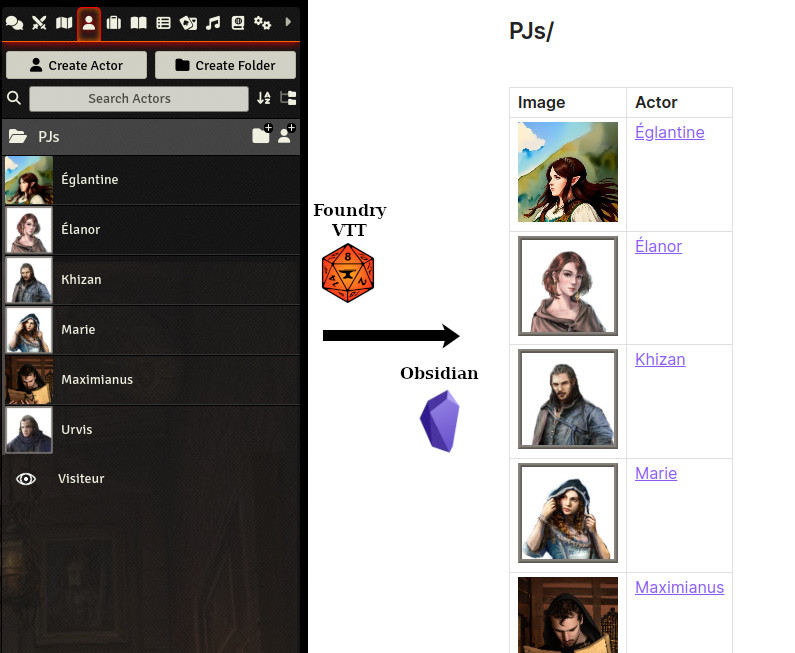 Create Actor
Create Folder
Search Actors
PJs
Églantine
Élanor
Khizan
Marie
Maximianus
Urvis
Visiteur
Foundry
VTT
8
Obsidian
PJs/
Image Actor
Églantine
Élanor
Khizan
Marie
Maximianus